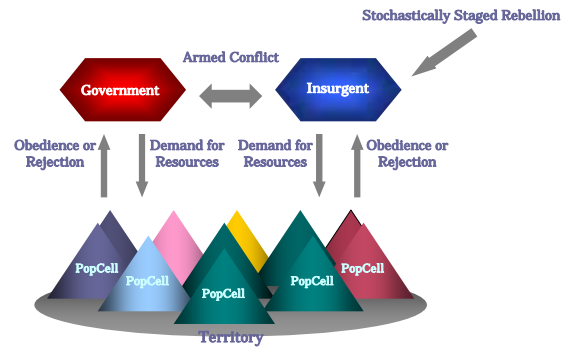 Stochastically Staged Rebellion
Armed Conflict
Government
Insurgent
Obedience or
Rejection
Demand for
Resources
Demand for
Resources
Obedience or
Rejection
PopCell
PopCell
PopCell
PopCell
PopCell
Territory